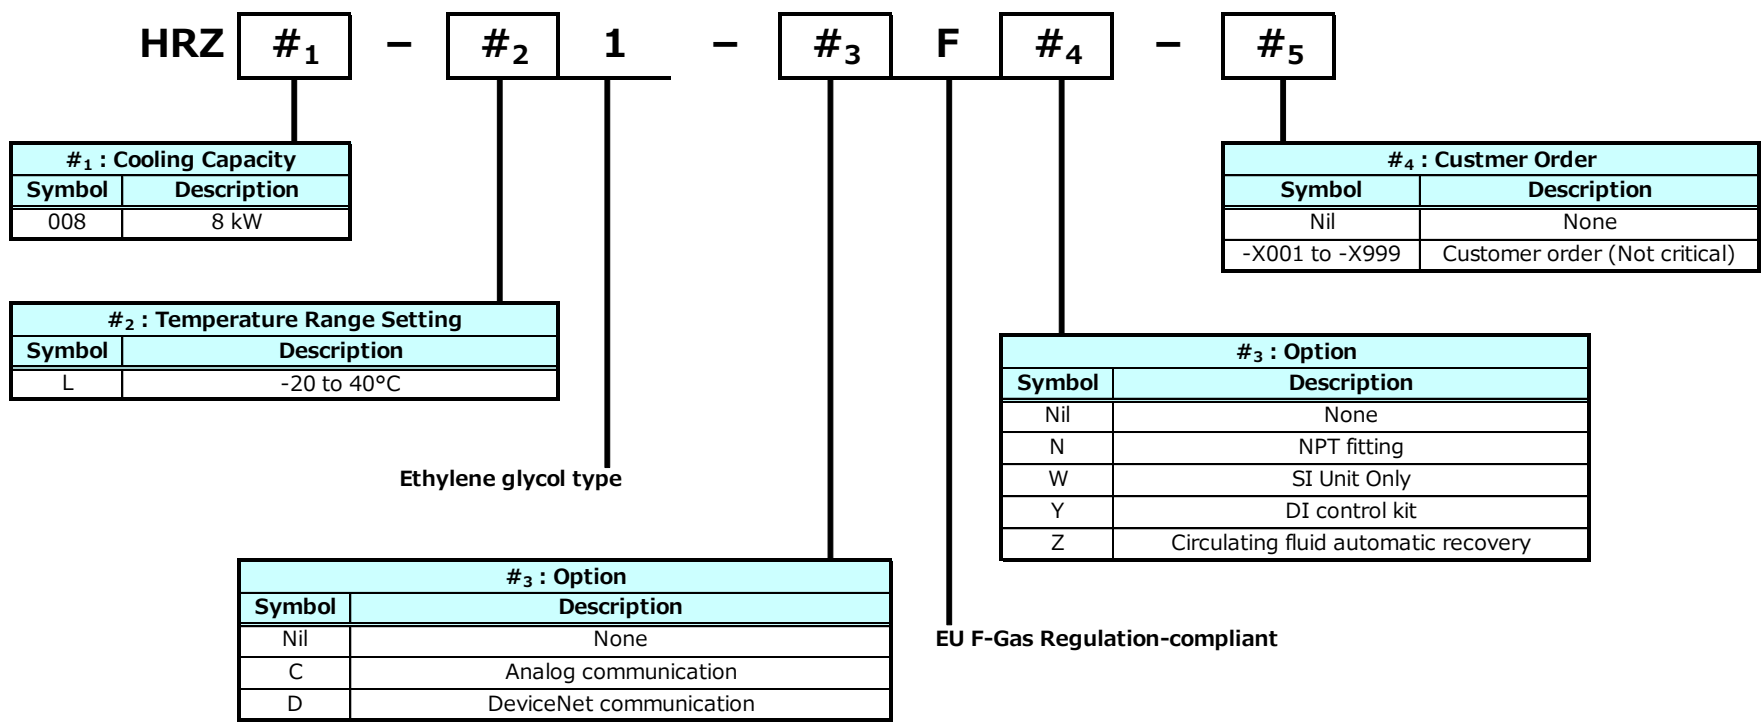 HRZ #1 – #2 1 – #3 F #4 – #5
#1 : Cooling Capacity
Symbol Description
008 8 kW
#4 : Custmer Order
Symbol Description
Nil None
-X001 to -X999 Customer order (Not critical)
#2 : Temperature Range Setting
Symbol Description
L -20 to 40°C
#3 : Option
Symbol Description
Nil None
N NPT fitting
W SI Unit Only
Y DI control kit
Z Circulating fluid automatic recovery
Ethylene glycol type
#3 : Option
Symbol Description
Nil None
C Analog communication
D DeviceNet communication
EU F-Gas Regulation-compliant